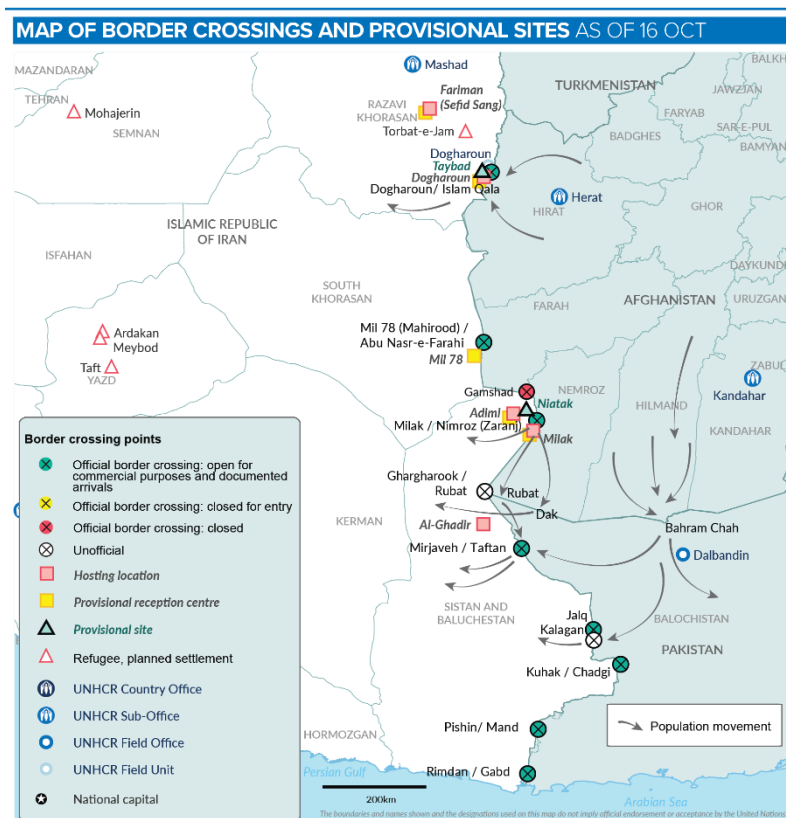 MAP OF BORDER CROSSINGS AND PROVISIONAL SITES AS OF 16 OCT
MAZANDARAN
TEHRAN
Mohajerin
SEMNAN
Mashad
Fariman
(Sefid Sang)
RAZAVI
KHORASAN
Torbat-e-Jam
Dogharoun
Taybad
Dogharoun
Dogharoun/ Islam Qala
TURKMENISTAN
BALKH
JAWZJAN
FARYAB
SAR-E-PUL
BADGHES
BAMYAN
Herat
HIRAT
GHOR
ISLAMIC REPUBLIC
OF IRAN
ISFAHAN
DAYKUNDI
SOUTH
KHORASAN
FARAH
AFGHANISTAN
URUZGAN
Mil 78 (Mahirood) /
Abu Nasr-e-Farahi
Mil 78
Ardakan
Meybod
Taft
YAZD
ZABUL
Kandahar
Gamshad
NEMROZ
HILMAND
KANDAHAR
Adimi
Niatak
Milak / Nimroz (Zaranj)
Milak
Ghargharook /
Rubat
Rubat
Dak
KERMAN
Al-Ghadir
Bahram Chah
Mirjaveh / Taftan
Dalbandin
SISTAN AND
BALUCHESTAN
Jalq
Kalagan
BALOCHISTAN
PAKISTAN
Kuhak / Chadgi
HORMOZGAN
Pishin/ Mand
Rimdan / Gabd
Persian Gulf
Arabian Sea
200km
Population movement
Border crossing points
Official border crossing: open for
commercial purposes and documented
arrivals
Official border crossing: closed for entry
Official border crossing: closed
Unofficial
Hosting location
Provisional reception centre
Provisional site
Refugee, planned settlement
UNHCR Country Office
UNHCR Sub-Office
UNHCR Field Office
UNHCR Field Unit
National capital
The boundaries and names shown and the designations used on this map do not imply official endorsement or acceptance by the United Nations